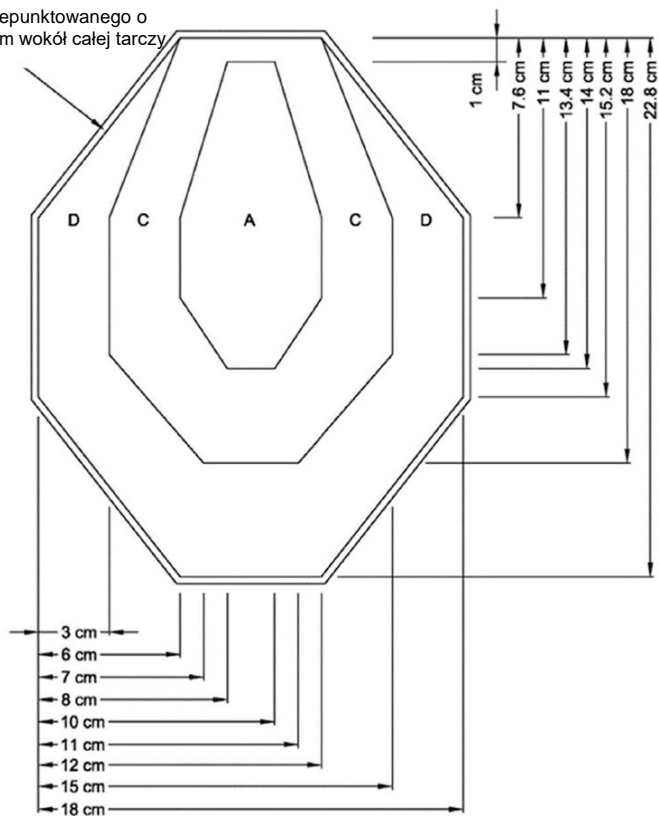 epunktowanego o
m wokół całej tarczy
1 cm
7.6 cm
11 cm
13.4 cm
14 cm
15.2 cm
18 cm
22.8 cm
D
C
A
C
D
3 cm
6 cm
7 cm
8 cm
10 cm
11 cm
12 cm
15 cm
18 cm